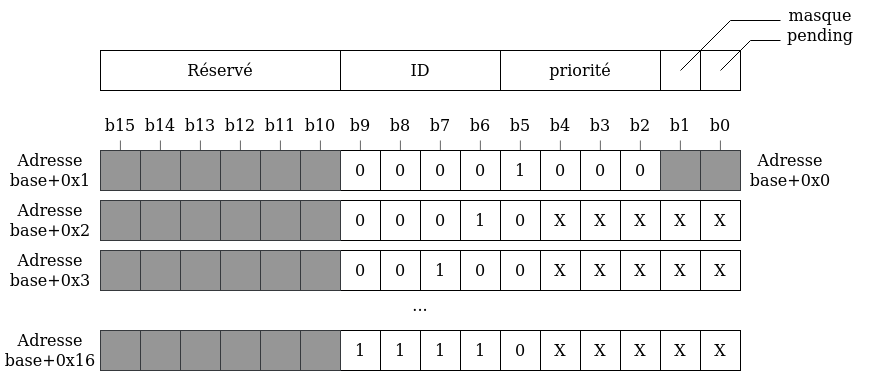 masque
pending
Réservé ID priorité
b15 b14 b13 b12 b11 b10 b9 b8 b7 b6 b5 b4 b3 b2 b1 b0
Adresse
base+0x1
0 0 0 0 1 0 0 0
Adresse
base+0x0
Adresse
base+0x2
0 0 0 1 0 X X X X X
Adresse
base+0x3
0 0 1 0 0 X X X X X
...
Adresse
base+0x16
1 1 1 1 0 X X X X X